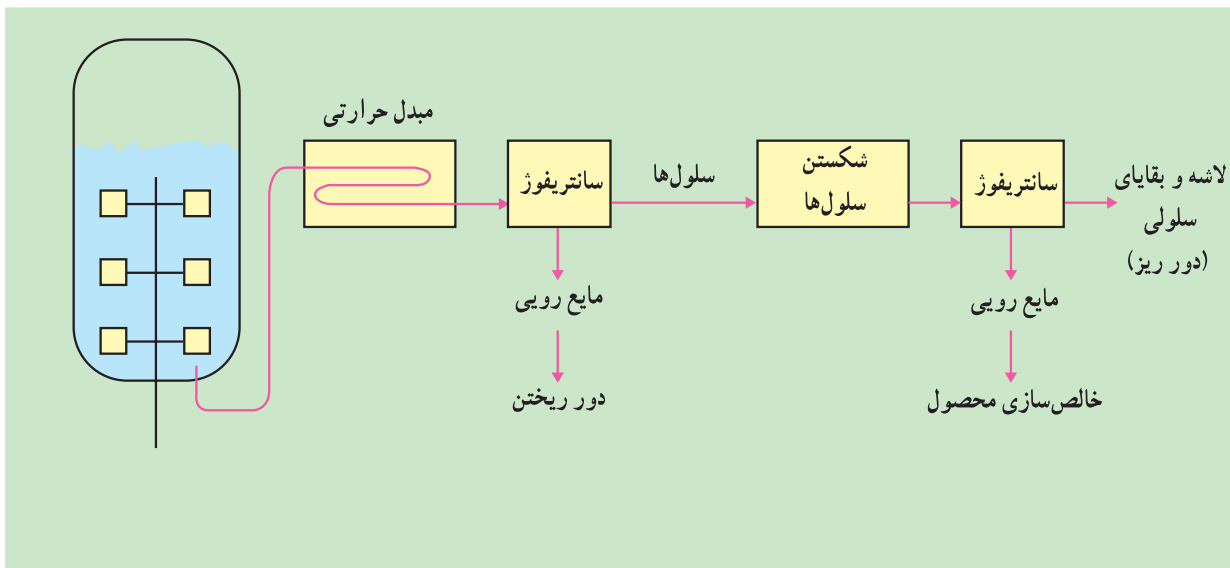 مبدل حرارتی
سانتریفوژ
سلول‌ها
شکستن
سلول‌ها
سانتریفوژ
لاشه و بقایای
سلولی
(دور ریز)
مایع رویی
دور ریختن
مایع رویی
خالص‌سازی محصول